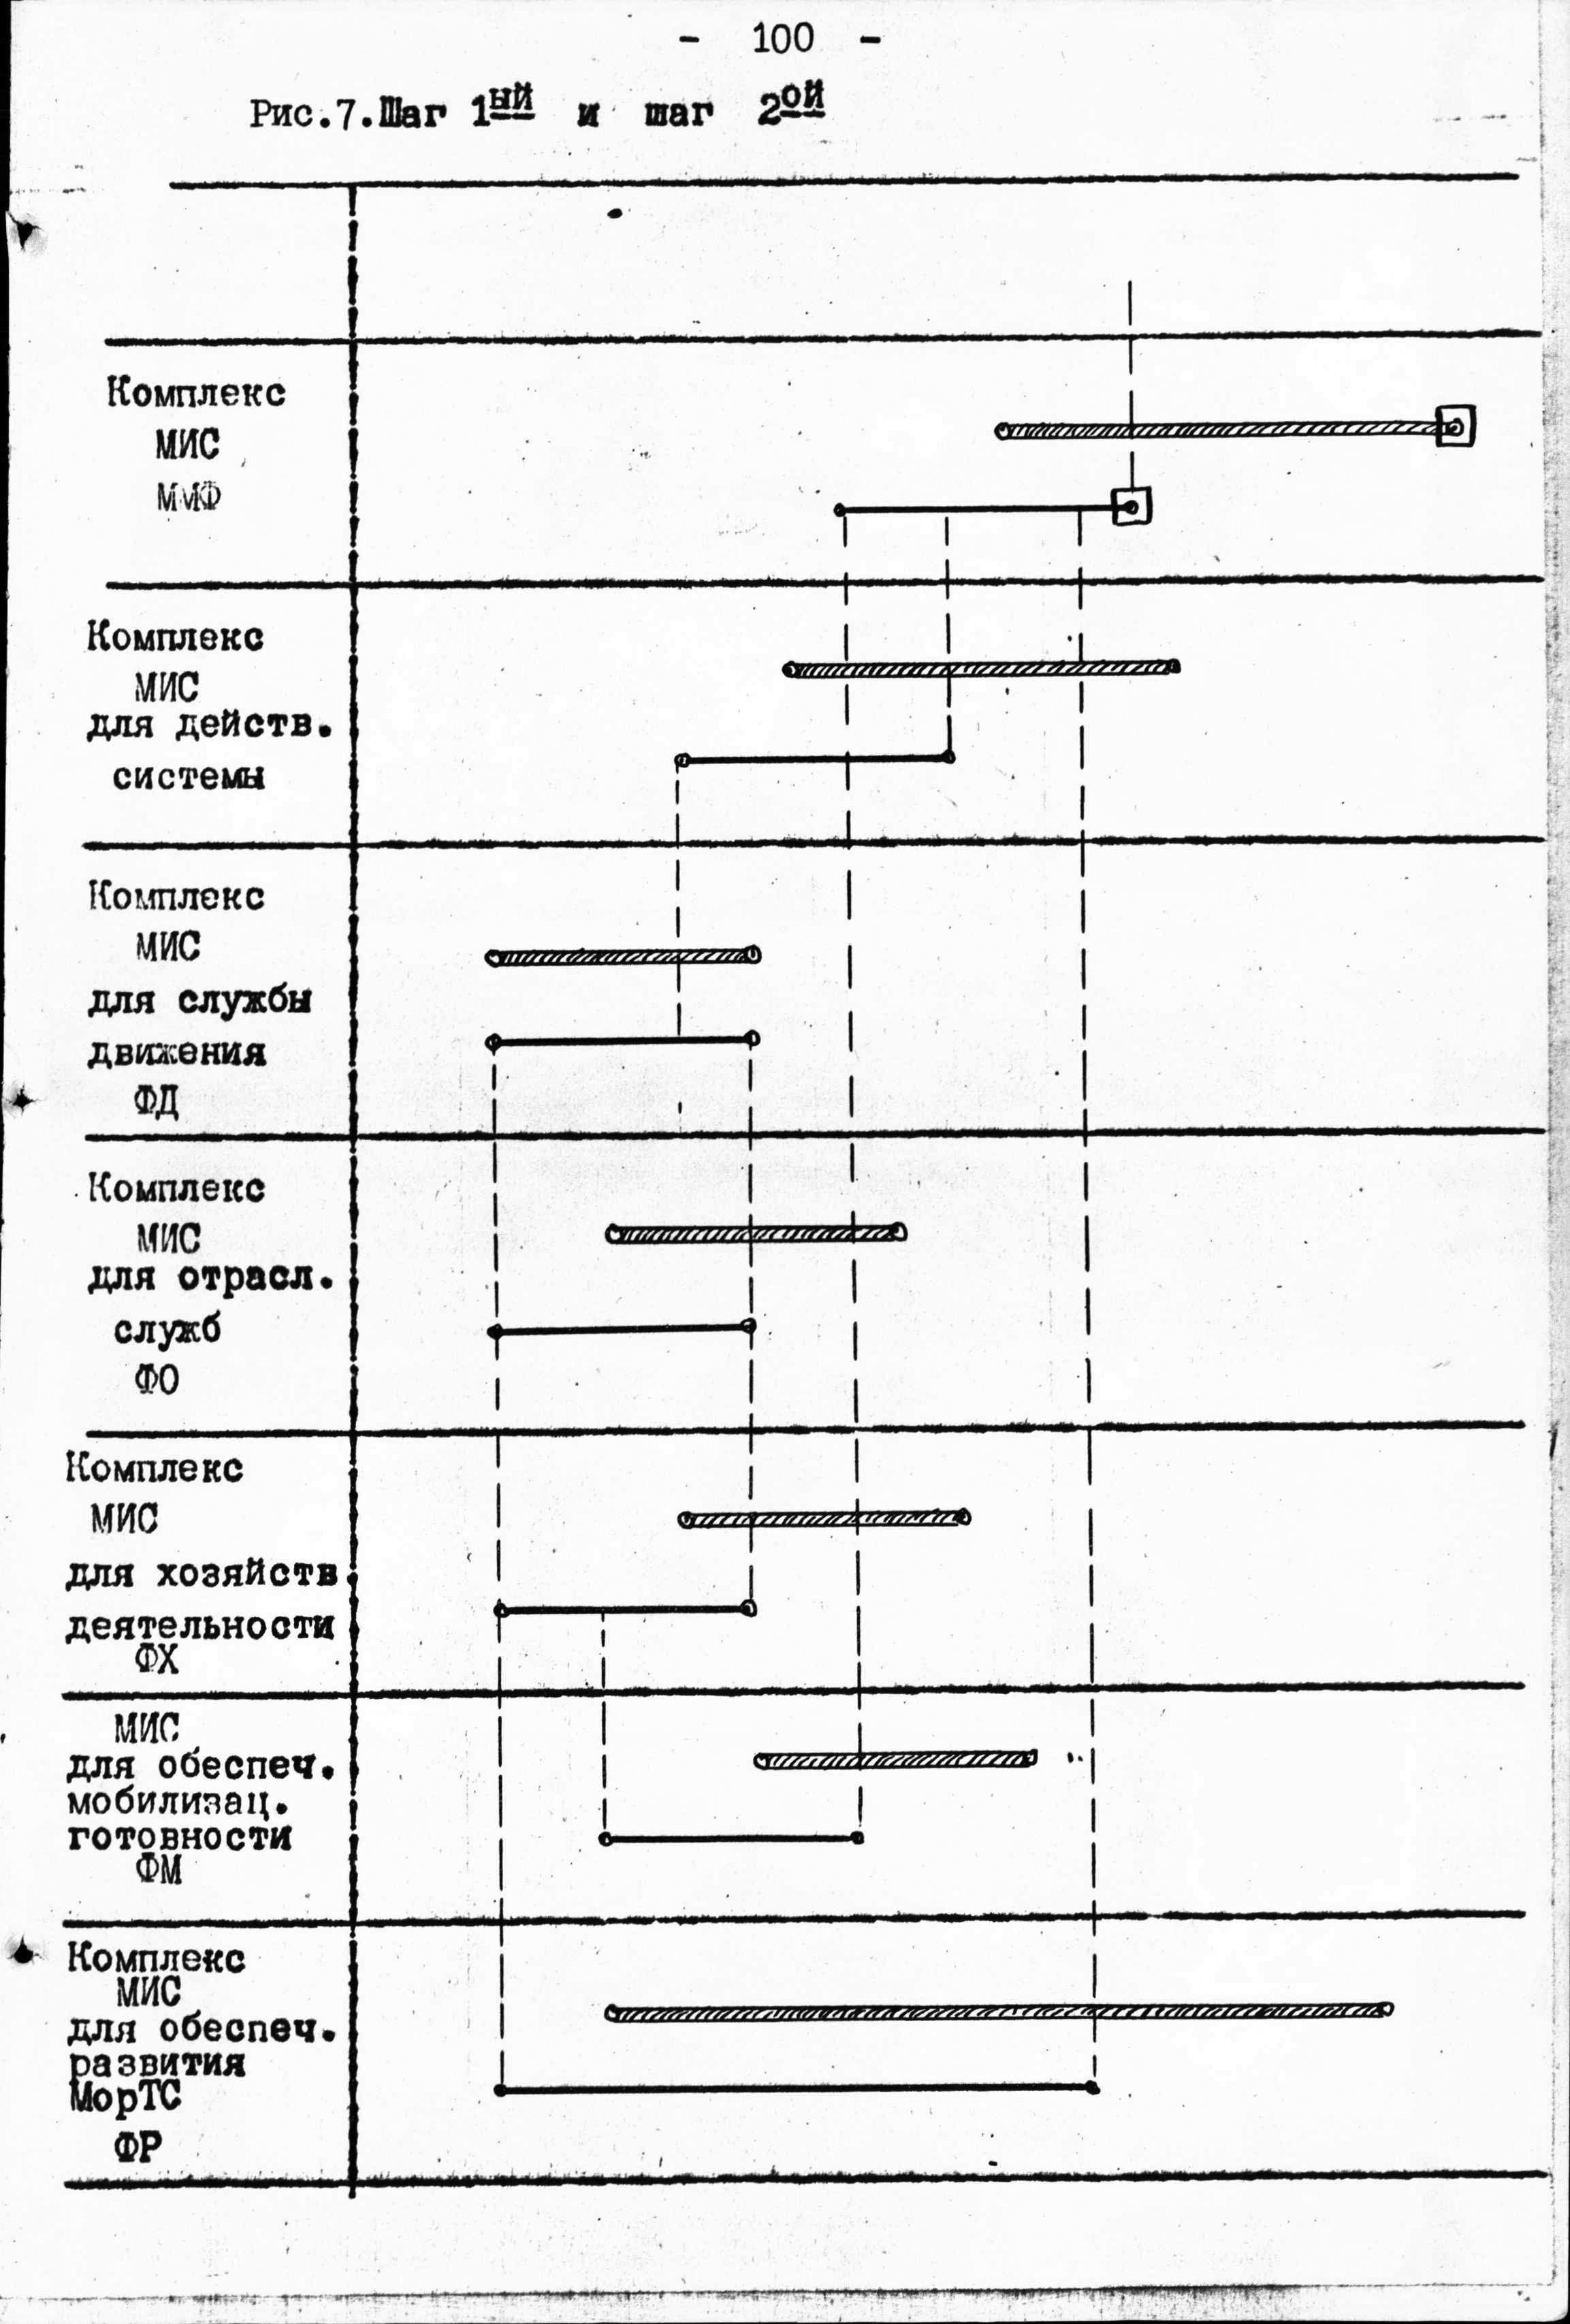 - 100 -
Рис.7.Шаг 1ый и шаг 2ой
Комплекс
МИС
ММФ
Комплекс
МИС
для действ.
системы
Комплекс
МИС
для службы
движения
ФД
Комплекс
МИС
для отрасл.
служб
ФО
Комплекс
МИС
для хозяйств.
деятельности
ФХ
МИС
для обеспеч.
мобилизац.
готовности
ФМ
Комплекс
МИС
для обеспеч.
развития
МорТС
ФР